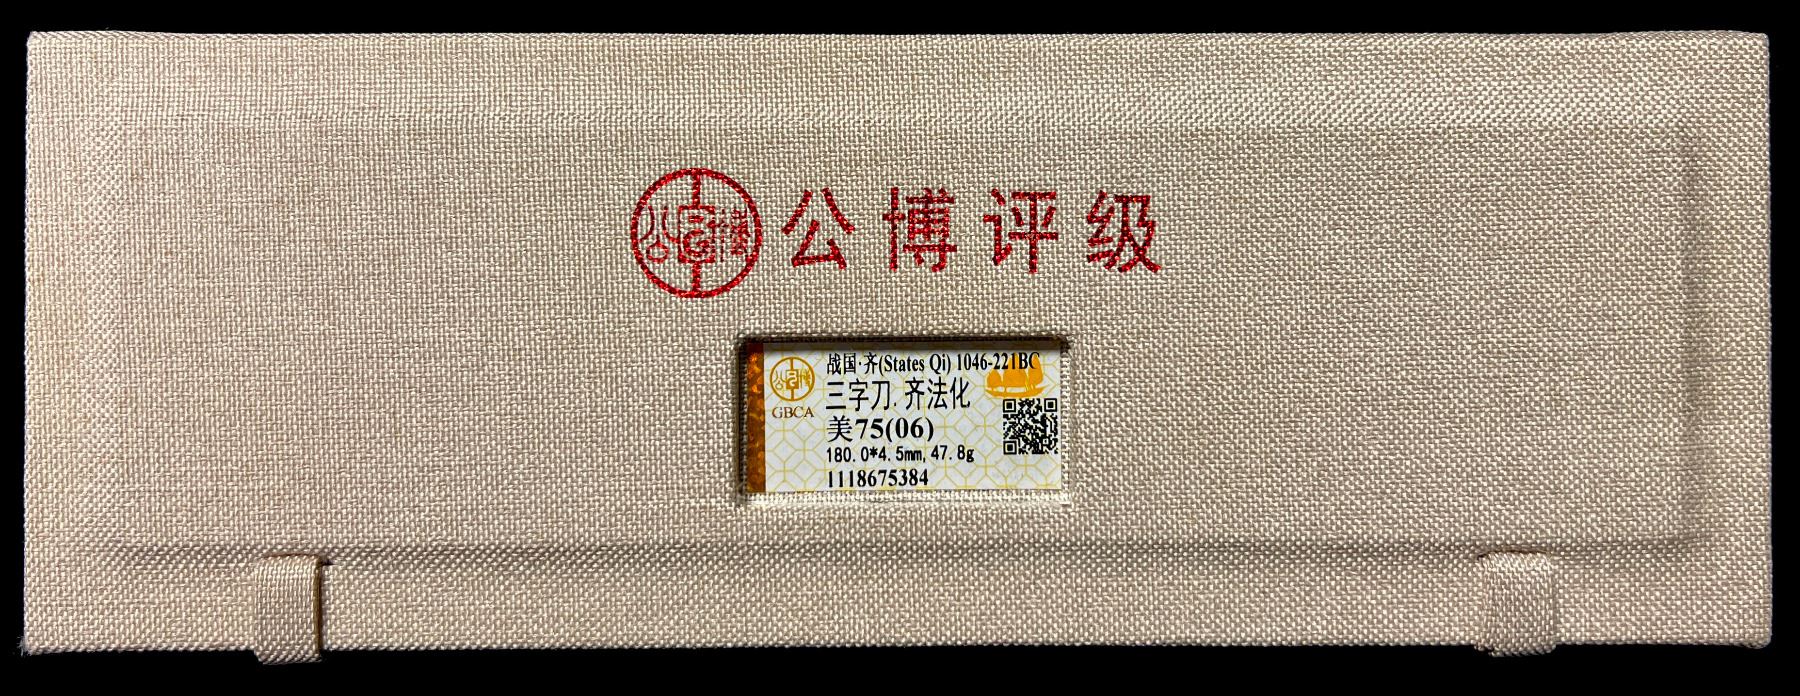 公博评级
战国·齐(States Qi) 1046-221BC
三字刀. 齐法化
GBCA
美75(06)
180.0*4.5mm, 47.8g
1118675384